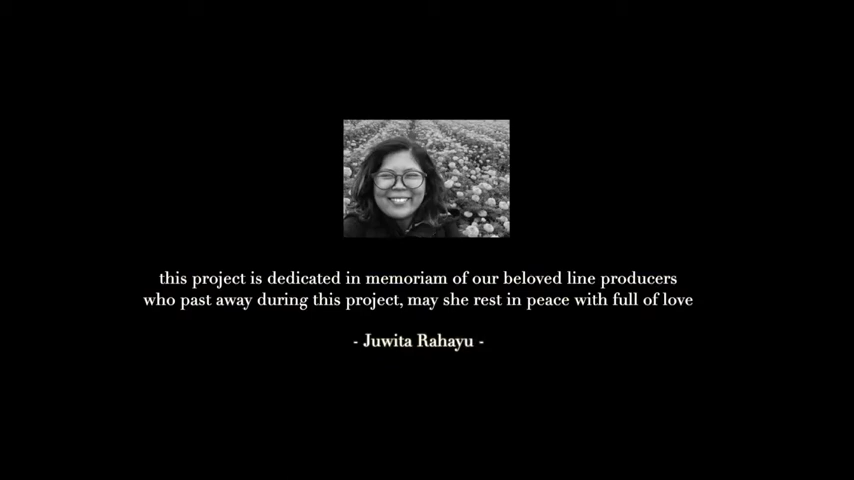 this project is dedicated in memoriam of our beloved line producers
who past away during this project, may she rest in peace with full of love
- Juwita Rahayu -